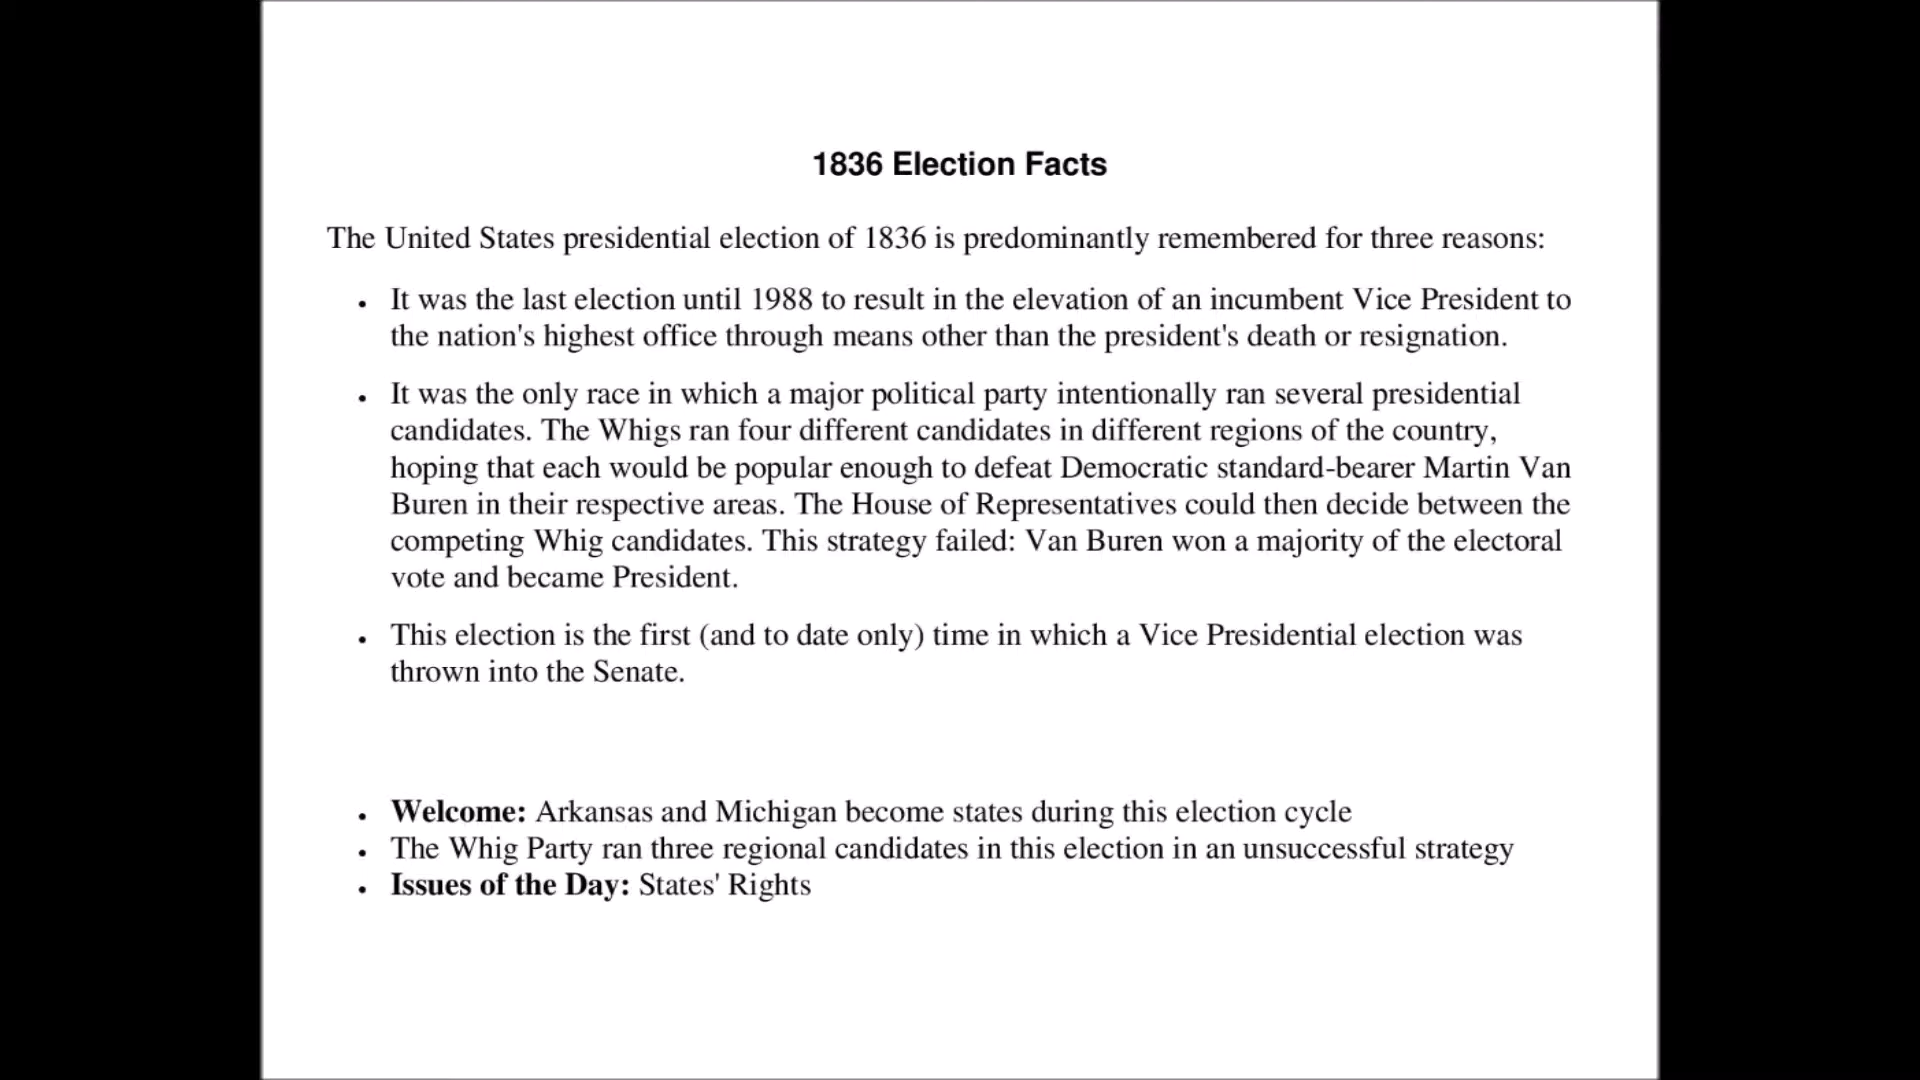 1836 Election Facts
The United States presidential election of 1836 is predominantly remembered for three reasons:
• It was the last election until 1988 to result in the elevation of an incumbent Vice President to
the nation's highest office through means other than the president's death or resignation.
• It was the only race in which a major political party intentionally ran several presidential
candidates. The Whigs ran four different candidates in different regions of the country,
hoping that each would be popular enough to defeat Democratic standard-bearer Martin Van
Buren in their respective areas. The House of Representatives could then decide between the
competing Whig candidates. This strategy failed: Van Buren won a majority of the electoral
vote and became President.
• This election is the first (and to date only) time in which a Vice Presidential election was
thrown into the Senate.
• Welcome: Arkansas and Michigan become states during this election cycle
• The Whig Party ran three regional candidates in this election in an unsuccessful strategy
• Issues of the Day: States' Rights